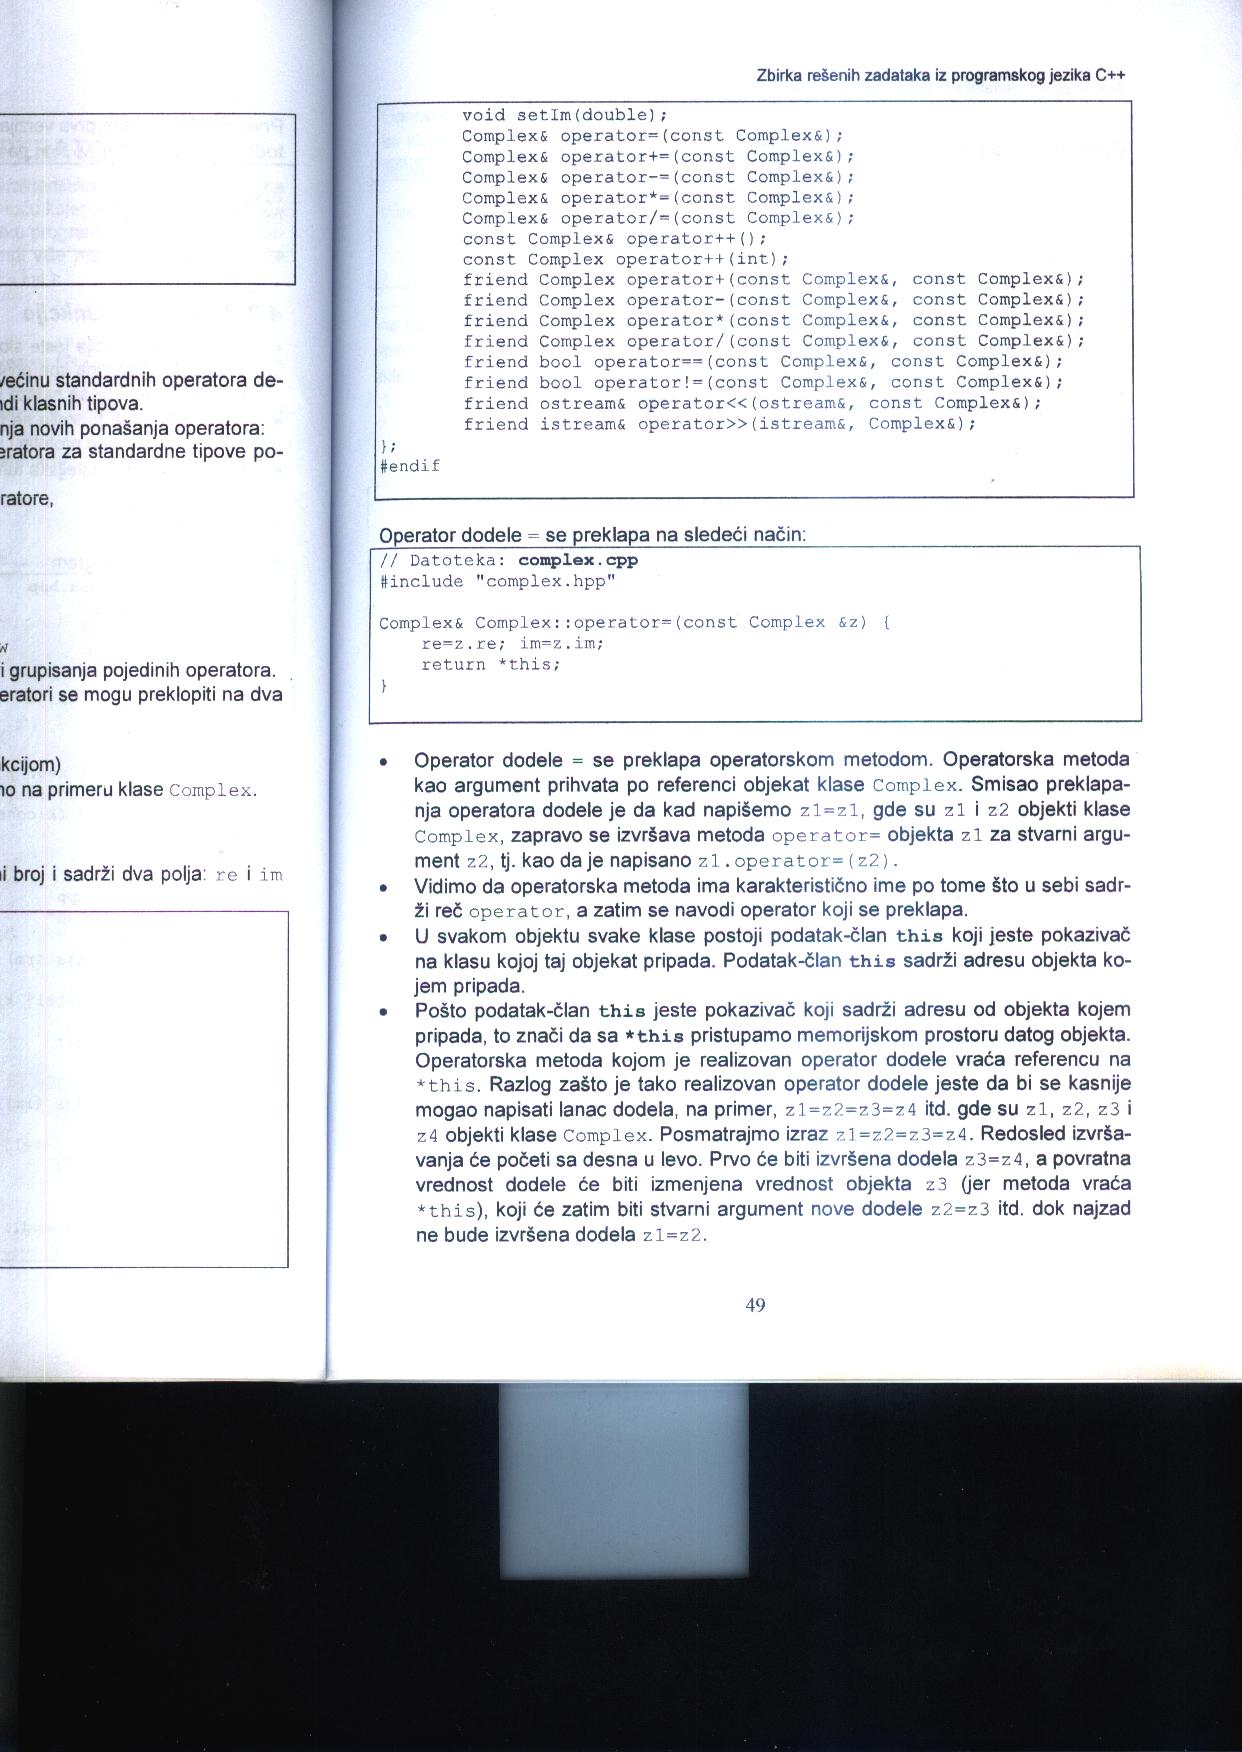 većinu standardnih operatora de-
klasnih tipova.
nja novih ponašanja operatora:
eratora za standardne tipove po-
ratore,
w
i grupisanja pojedinih operatora.
eratori se mogu preklopiti na dva
kcijom)
no na primeru klase Complex.
i broj i sadrži dva polja: re i im
Zbirka rešenih zadataka iz programskog jezika C++
void setIm(double);
Complex& operator=(const Complex&);
Complex& operator+=(const Complex&);
Complex& operator-=(const Complex&);
Complex& operator*=(const Complex&);
Complex& operator/=(const Complex&);
const Complex& operator++();
const Complex operator++(int);
friend Complex operator+(const Complex&, const Complex&);
friend Complex operator-(const Complex&, const Complex&);
friend Complex operator*(const Complex&, const Complex&);
friend Complex operator/(const Complex&, const Complex&);
friend bool operator==(const Complex&, const Complex&);
friend bool operator!=(const Complex&, const Complex&);
friend ostream& operator<<(ostream&, const Complex&);
friend istream& operator>>(istream&, Complex&);
};
#endif
Operator dodele = se preklapa na sledeći način:
// Datoteka: complex.cpp
#include "complex.hpp"
Complex& Complex::operator=(const Complex &z) {
re=z.re; im=z.im;
return *this;
}
• Operator dodele = se preklapa operatorskom metodom. Operatorska metoda
kao argument prihvata po referenci objekat klase Complex. Smisao preklapa-
nja operatora dodele je da kad napišemo z1=z1, gde su z1 i z2 objekti klase
Complex, zapravo se izvršava metoda operator= objekta z1 za stvarni argu-
ment z2, tj. kao da je napisano z1.operator=(z2).
• Vidimo da operatorska metoda ima karakteristično ime po tome što u sebi sadr-
ži reč operator, a zatim se navodi operator koji se preklapa.
• U svakom objektu svake klase postoji podatak-član this koji jeste pokazivač
na klasu kojoj taj objekat pripada. Podatak-član this sadrži adresu objekta ko-
jem pripada.
• Pošto podatak-član this jeste pokazivač koji sadrži adresu od objekta kojem
pripada, to znači da sa *this pristupamo memorijskom prostoru datog objekta.
Operatorska metoda kojom je realizovan operator dodele vraća referencu na
*this. Razlog zašto je tako realizovan operator dodele jeste da bi se kasnije
mogao napisati lanac dodela, na primer, z1=z2=z3=z4 itd. gde su z1, z2, z3 i
z4 objekti klase Complex. Posmatrajmo izraz z1=z2=z3=z4. Redosled izvrša-
vanja će početi sa desna u levo. Prvo će biti izvršena dodela z3=z4, a povratna
vrednost dodele će biti izmenjena vrednost objekta z3 (jer metoda vraća
*this), koji će zatim biti stvarni argument nove dodele z2=z3 itd. dok najzad
ne bude izvršena dodela z1=z2.
49